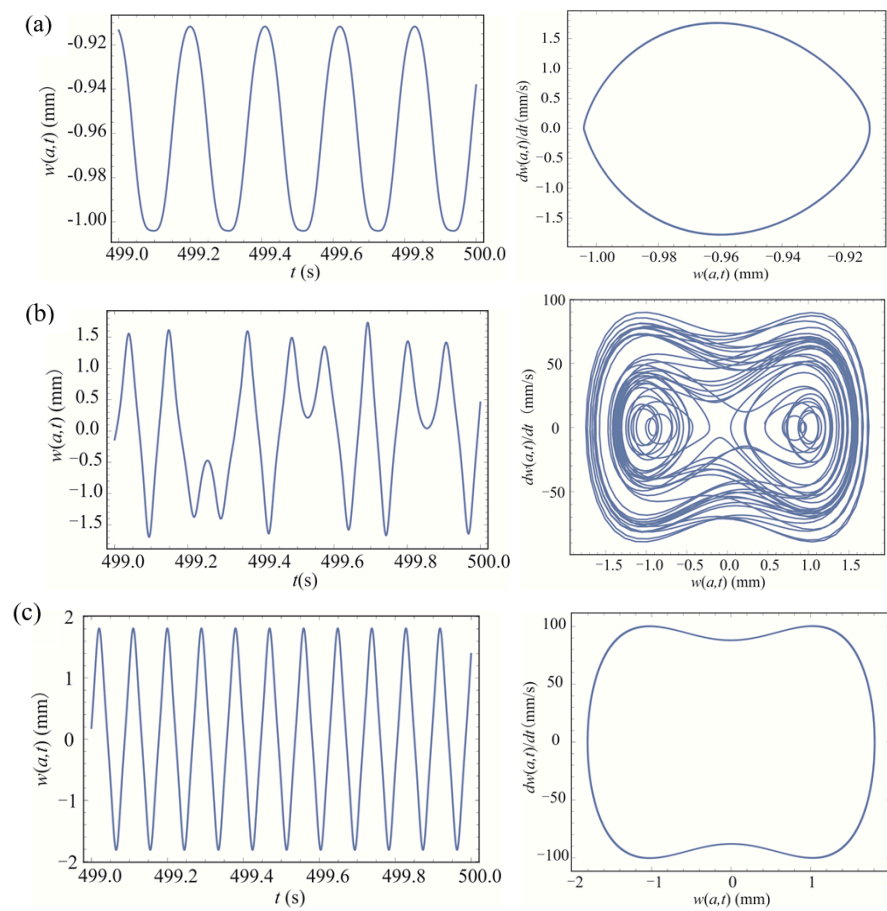 (a)
-0.92
-0.94
-0.96
-0.98
-1.00
w(a,t) (mm)
499.0 499.2 499.4 499.6 499.8 500.0
t (s)
1.5
1.0
0.5
0.0
−0.5
−1.0
−1.5
dw(a,t)/dt (mm/s)
−1.00 −0.98 −0.96 −0.94 −0.92
w(a,t) (mm)
(b)
1.5
1.0
0.5
0.0
−0.5
−1.0
−1.5
w(a,t) (mm)
499.0 499.2 499.4 499.6 499.8 500.0
t(s)
100
50
0
−50
dw(a,t)/dt (mm/s)
−1.5 −1.0 −0.5 0.0 0.5 1.0 1.5
w(a,t) (mm)
(c)
2
1
0
−1
−2
w(a,t) (mm)
499.0 499.2 499.4 499.6 499.8 500.0
t (s)
100
50
0
−50
−100
dw(a,t)/dt (mm/s)
−2 −1 0 1
w(a,t) (mm)